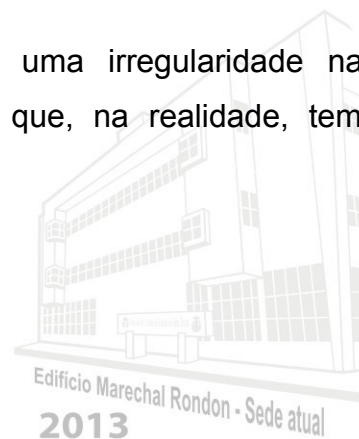 uma irregularidade na
que, na realidade, tem
Edifício Marechal Rondon - Sede atual
2013